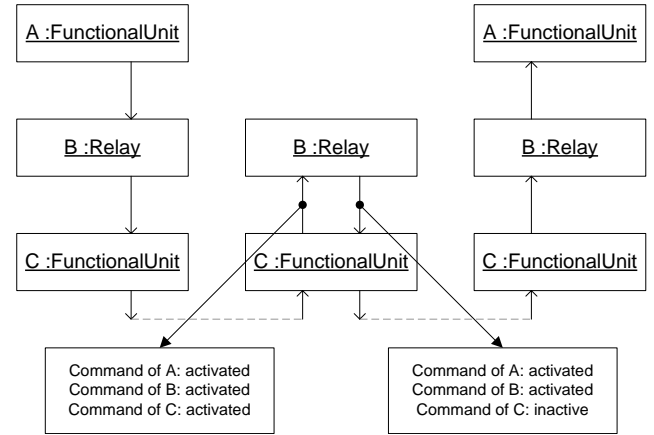 A :FunctionalUnit
A :FunctionalUnit
B :Relay
B :Relay
B :Relay
C :FunctionalUnit
C :FunctionalUnit
C :FunctionalUnit
Command of A: activated
Command of B: activated
Command of C: activated
Command of A: activated
Command of B: activated
Command of C: inactive